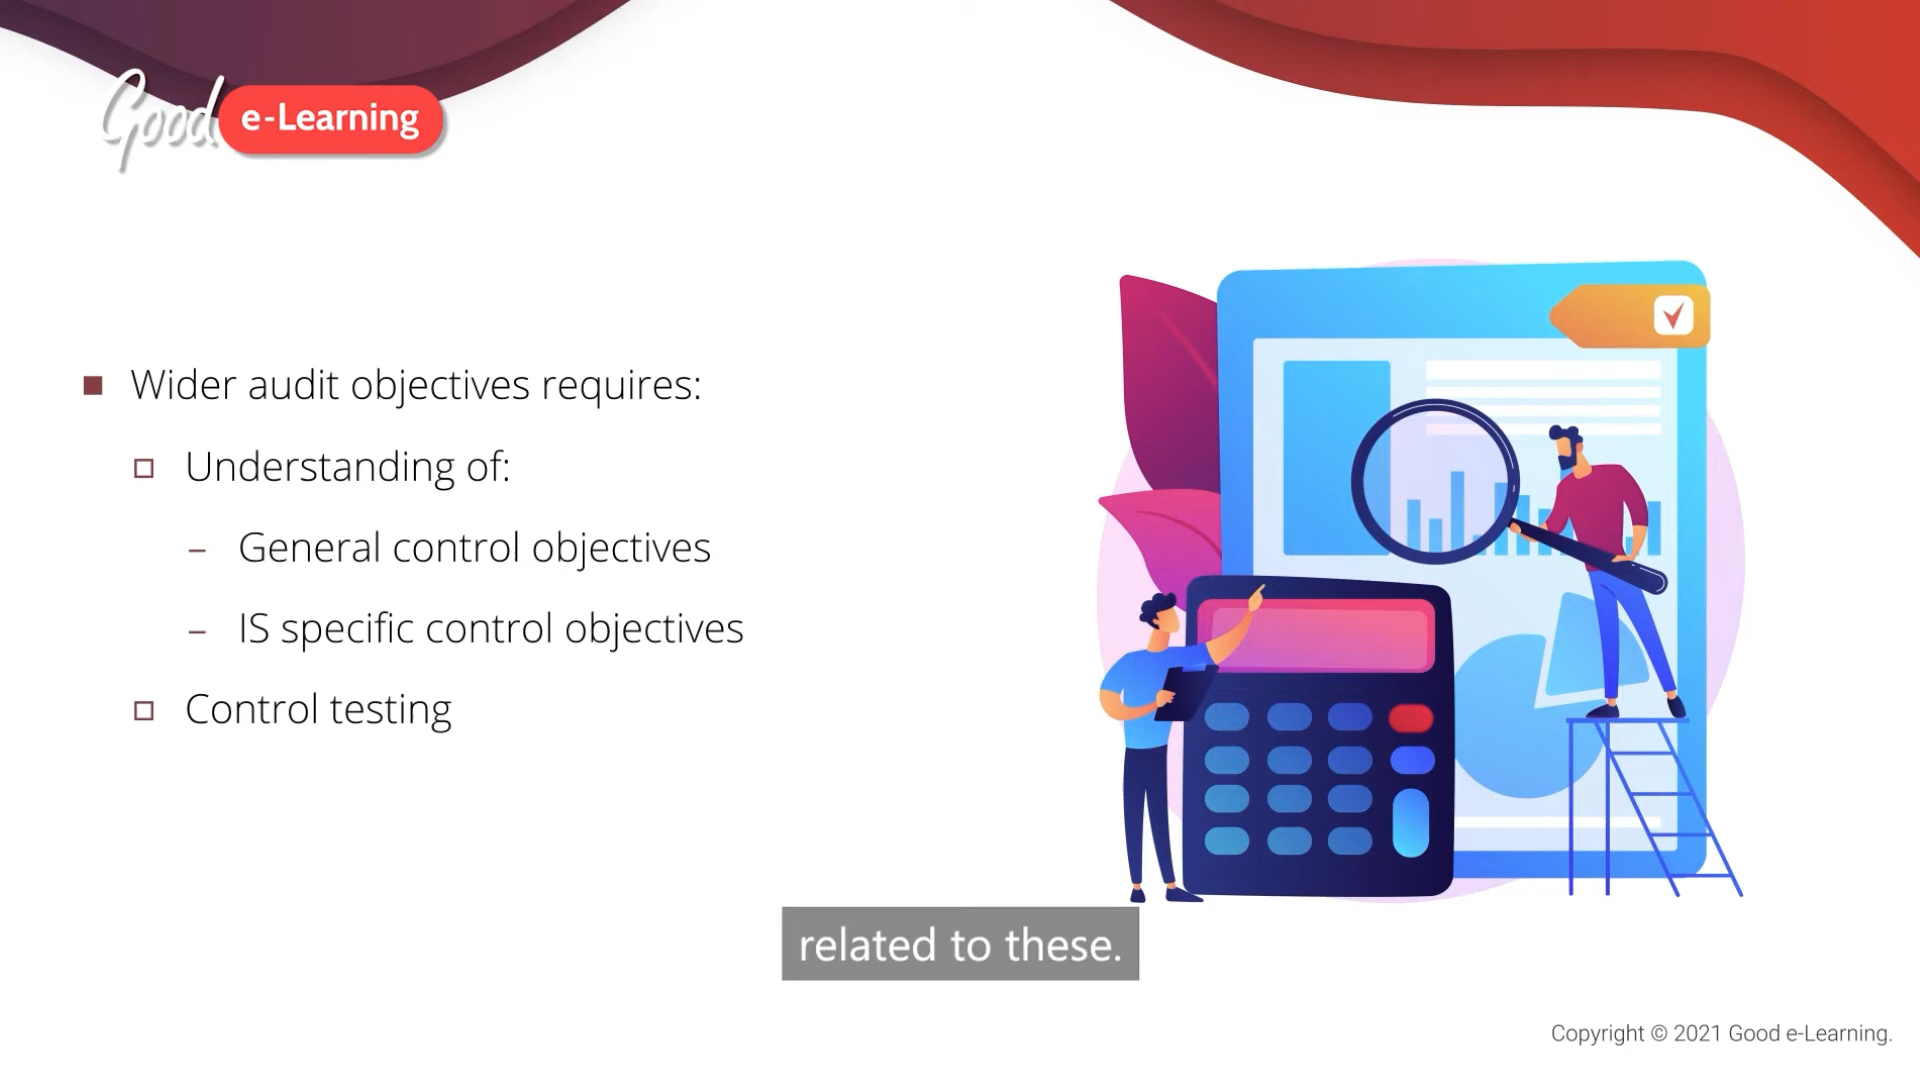 Good e-Learning
Wider audit objectives requires:
Understanding of:
– General control objectives
– IS specific control objectives
Control testing
related to these.
Copyright © 2021 Good e-Learning.